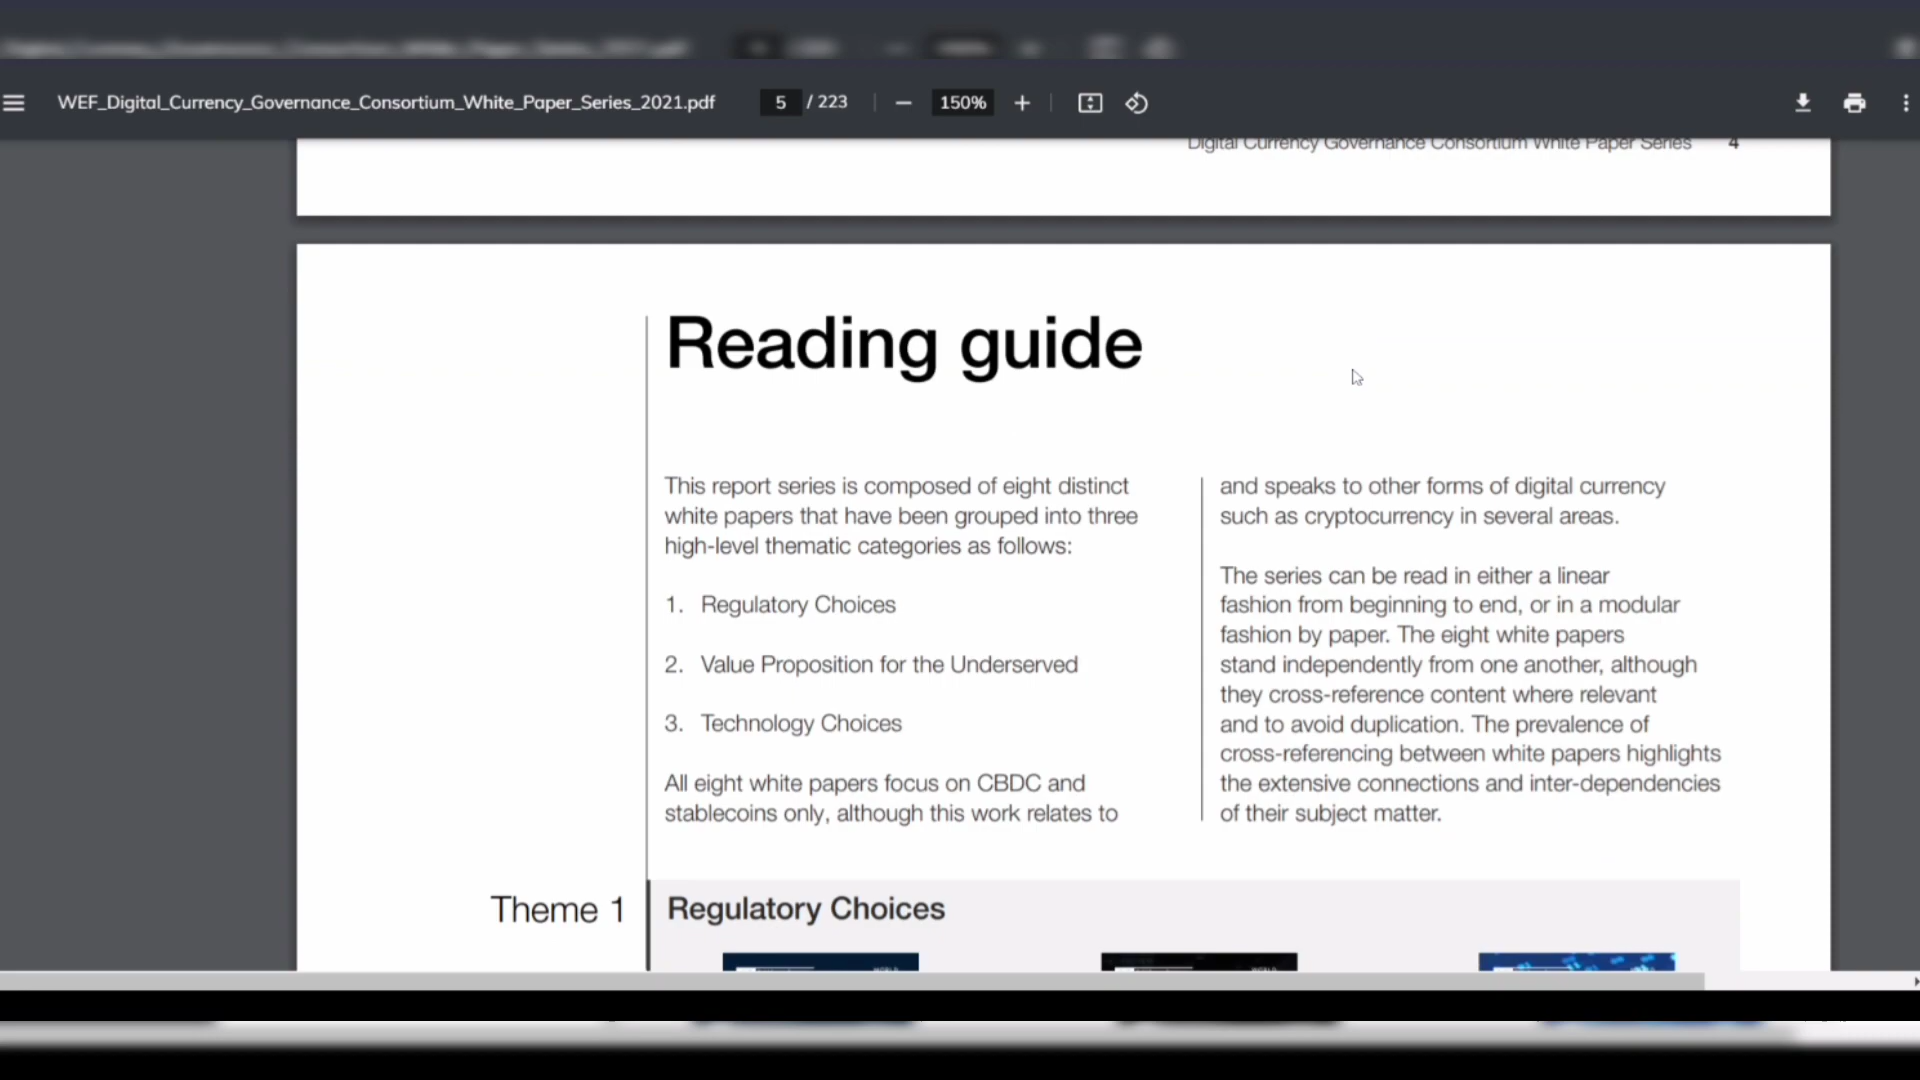 WEF_Digital_Currency_Governance_Consortium_White_Paper_Series_2021.pdf
5 / 223
150%
Digital Currency Governance Consortium White Paper Series 4
Reading guide
This report series is composed of eight distinct
white papers that have been grouped into three
high-level thematic categories as follows:
1. Regulatory Choices
2. Value Proposition for the Underserved
3. Technology Choices
All eight white papers focus on CBDC and
stablecoins only, although this work relates to
and speaks to other forms of digital currency
such as cryptocurrency in several areas.
The series can be read in either a linear
fashion from beginning to end, or in a modular
fashion by paper. The eight white papers
stand independently from one another, although
they cross-reference content where relevant
and to avoid duplication. The prevalence of
cross-referencing between white papers highlights
the extensive connections and inter-dependencies
of their subject matter.
Theme 1
Regulatory Choices